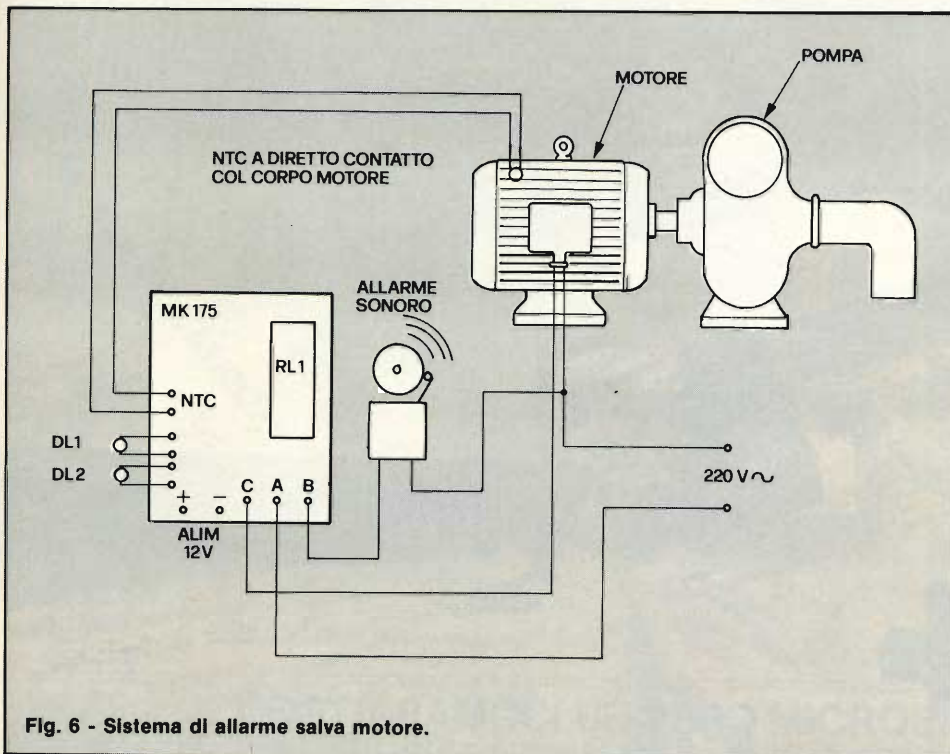 MOTORE
POMPA
NTC A DIRETTO CONTATTO
COL CORPO MOTORE
ALLARME
SONORO
MK 175
RL1
NTC
DL1
DL2
+ − C A B
ALIM
12V
220 V ~
Fig. 6 - Sistema di allarme salva motore.